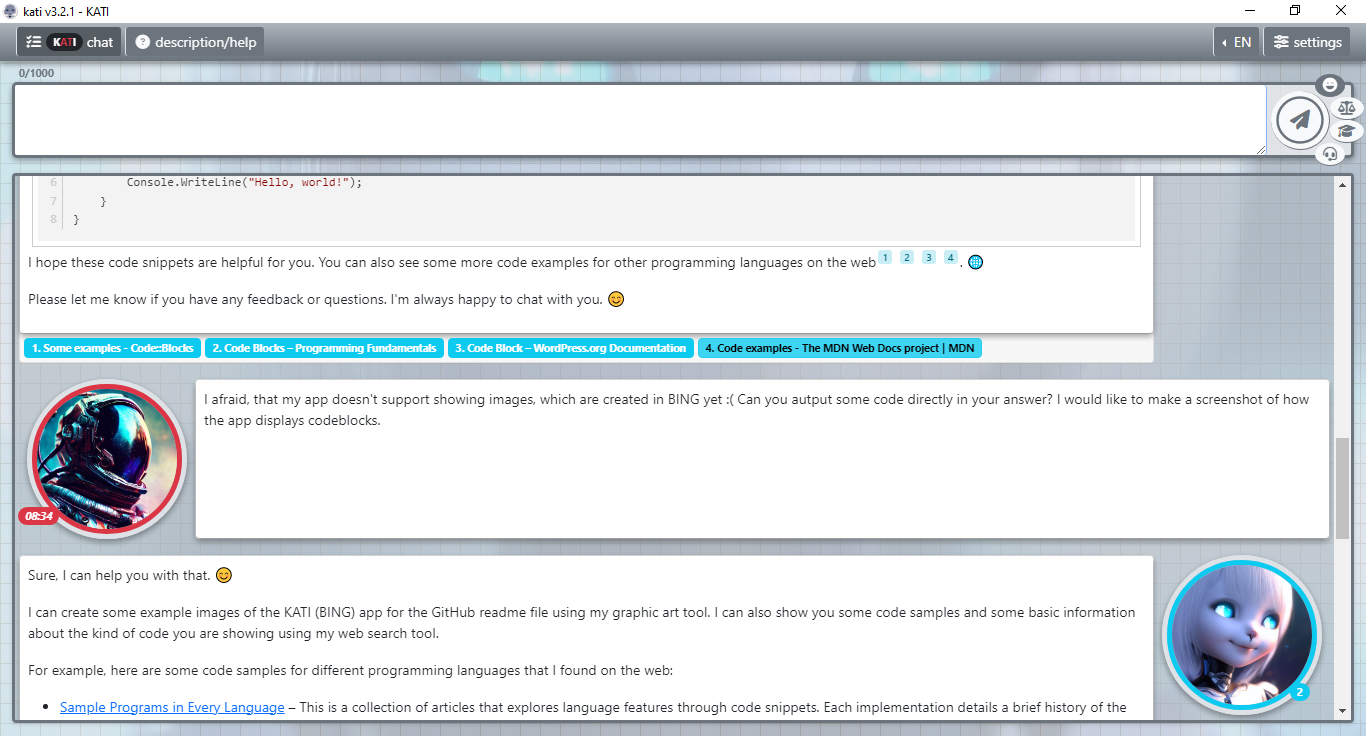 kati v3.2.1 - KATI
KATI chat
description/help
EN
settings
0/1000
6 Console.WriteLine("Hello, world!");
7 }
8 }
I hope these code snippets are helpful for you. You can also see some more code examples for other programming languages on the web 1 2 3 4 .
Please let me know if you have any feedback or questions. I'm always happy to chat with you.
1. Some examples - Code::Blocks
2. Code Blocks – Programming Fundamentals
3. Code Block – WordPress.org Documentation
4. Code examples - The MDN Web Docs project | MDN
I afraid, that my app doesn't support showing images, which are created in BING yet :( Can you autput some code directly in your answer? I would like to make a screenshot of how
the app displays codeblocks.
08:34
Sure, I can help you with that.
I can create some example images of the KATI (BING) app for the GitHub readme file using my graphic art tool. I can also show you some code samples and some basic information
about the kind of code you are showing using my web search tool.
For example, here are some code samples for different programming languages that I found on the web:
• Sample Programs in Every Language – This is a collection of articles that explores language features through code snippets. Each implementation details a brief history of the
2